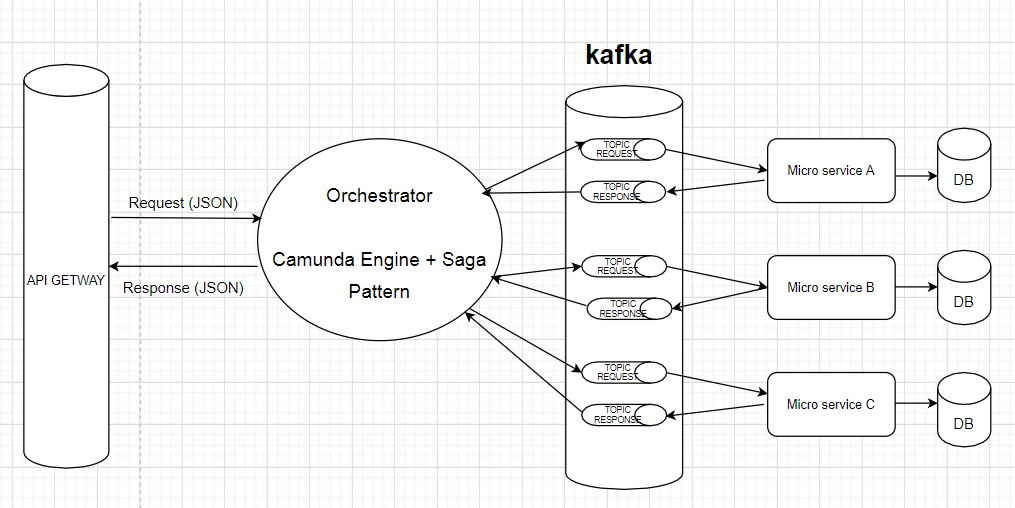 kafka
API GETWAY
Request (JSON)
Response (JSON)
Orchestrator
Camunda Engine + Saga
Pattern
TOPIC
REQUEST
TOPIC
RESPONSE
Micro service A
DB
TOPIC
REQUEST
TOPIC
RESPONSE
Micro service B
DB
TOPIC
REQUEST
TOPIC
RESPONSE
Micro service C
DB